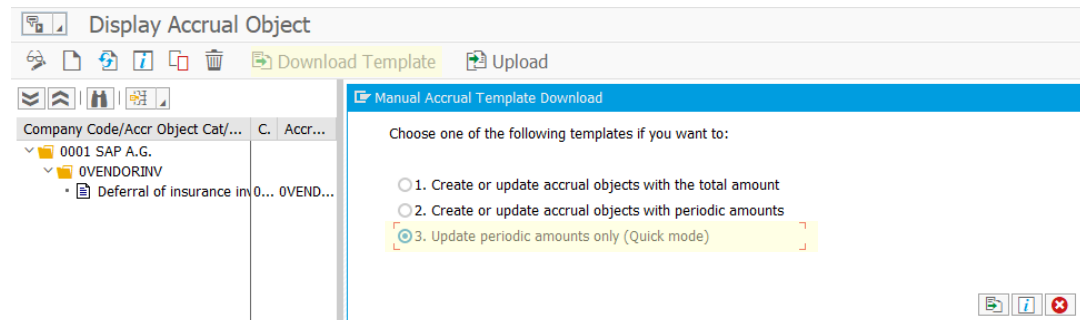 Display Accrual Object
Download Template Upload
Manual Accrual Template Download
Company Code/Accr Object Cat/... C. Accr...
Choose one of the following templates if you want to:
0001 SAP A.G.
0VENDORINV
Deferral of insurance inv 0... 0VEND...
1. Create or update accrual objects with the total amount
2. Create or update accrual objects with periodic amounts
3. Update periodic amounts only (Quick mode)